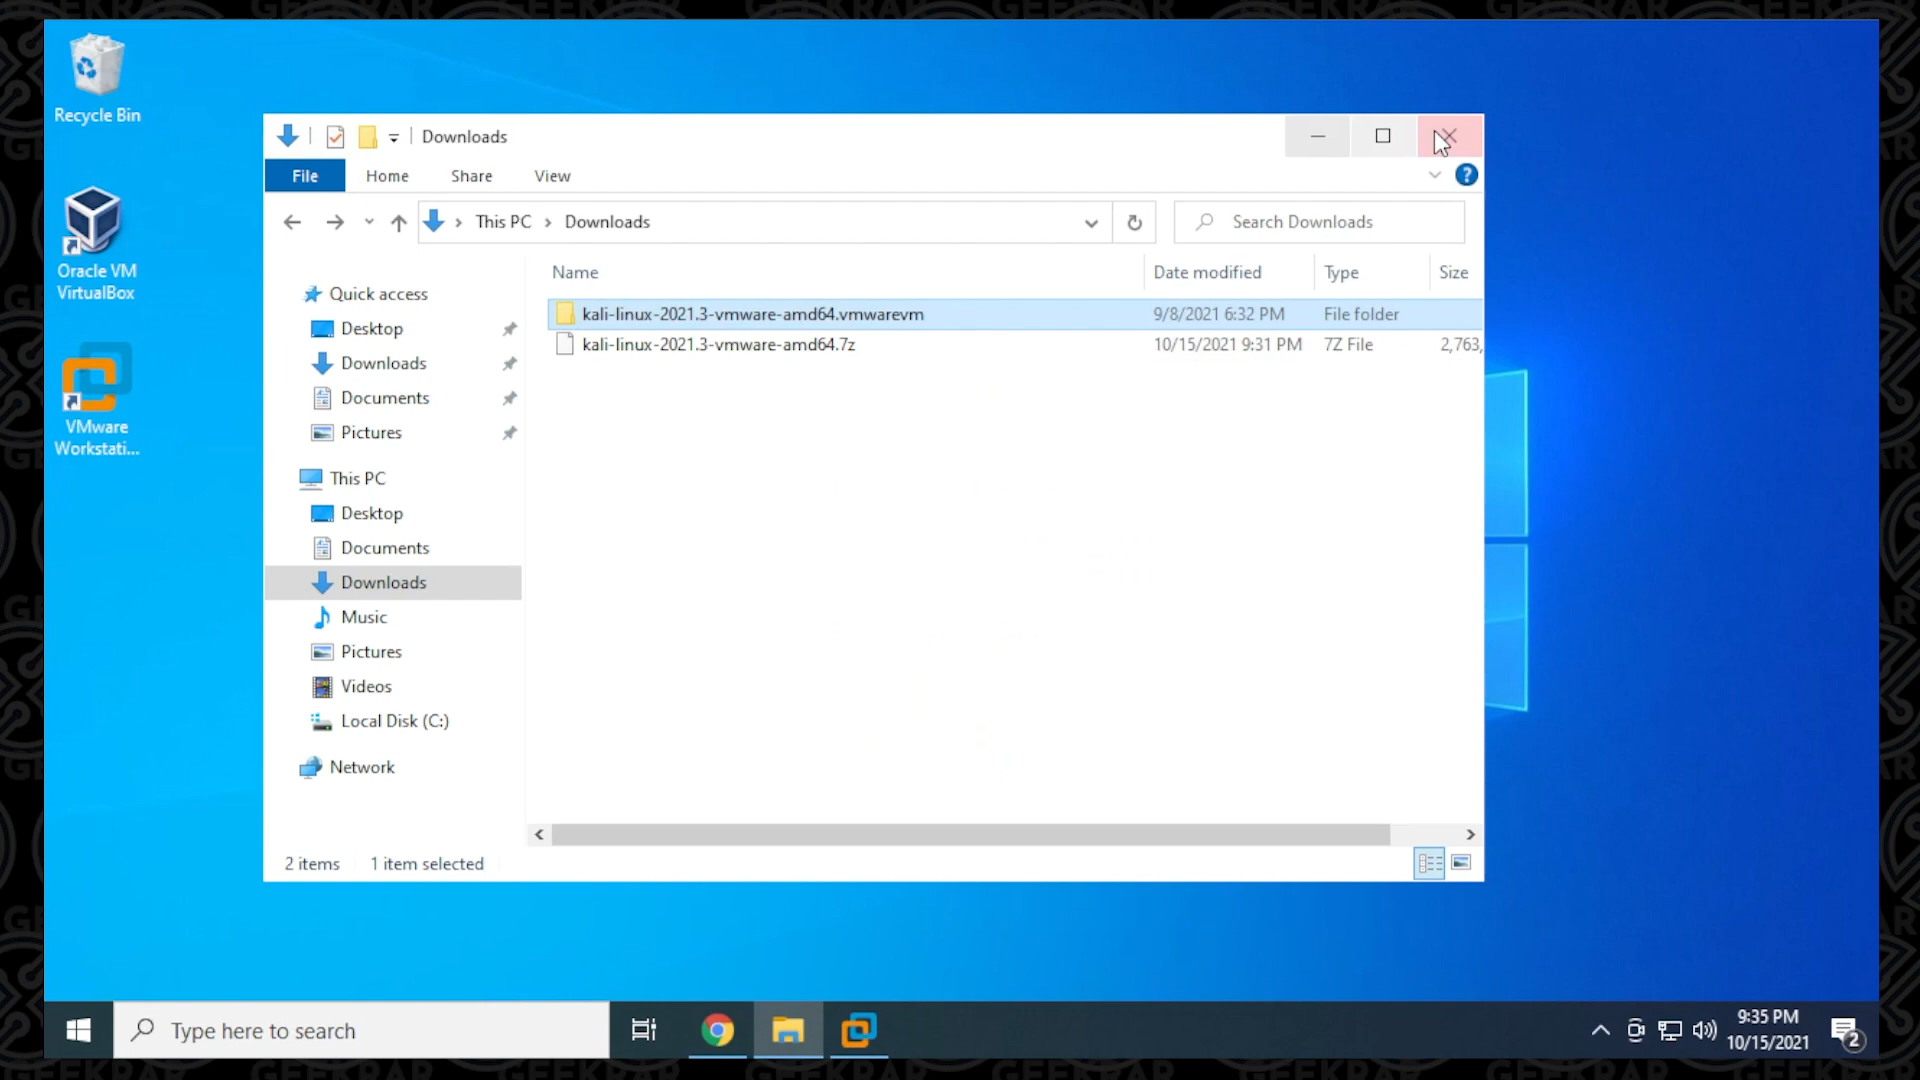 Recycle Bin
Oracle VM
VirtualBox
VMware
Workstati...
Downloads
File Home Share View
This PC Downloads
Search Downloads
Name Date modified Type Size
kali-linux-2021.3-vmware-amd64.vmwarevm 9/8/2021 6:32 PM File folder
kali-linux-2021.3-vmware-amd64.7z 10/15/2021 9:31 PM 7Z File 2,763,
Quick access
Desktop
Downloads
Documents
Pictures
This PC
Desktop
Documents
Downloads
Music
Pictures
Videos
Local Disk (C:)
Network
2 items 1 item selected
Type here to search
9:35 PM
10/15/2021
2